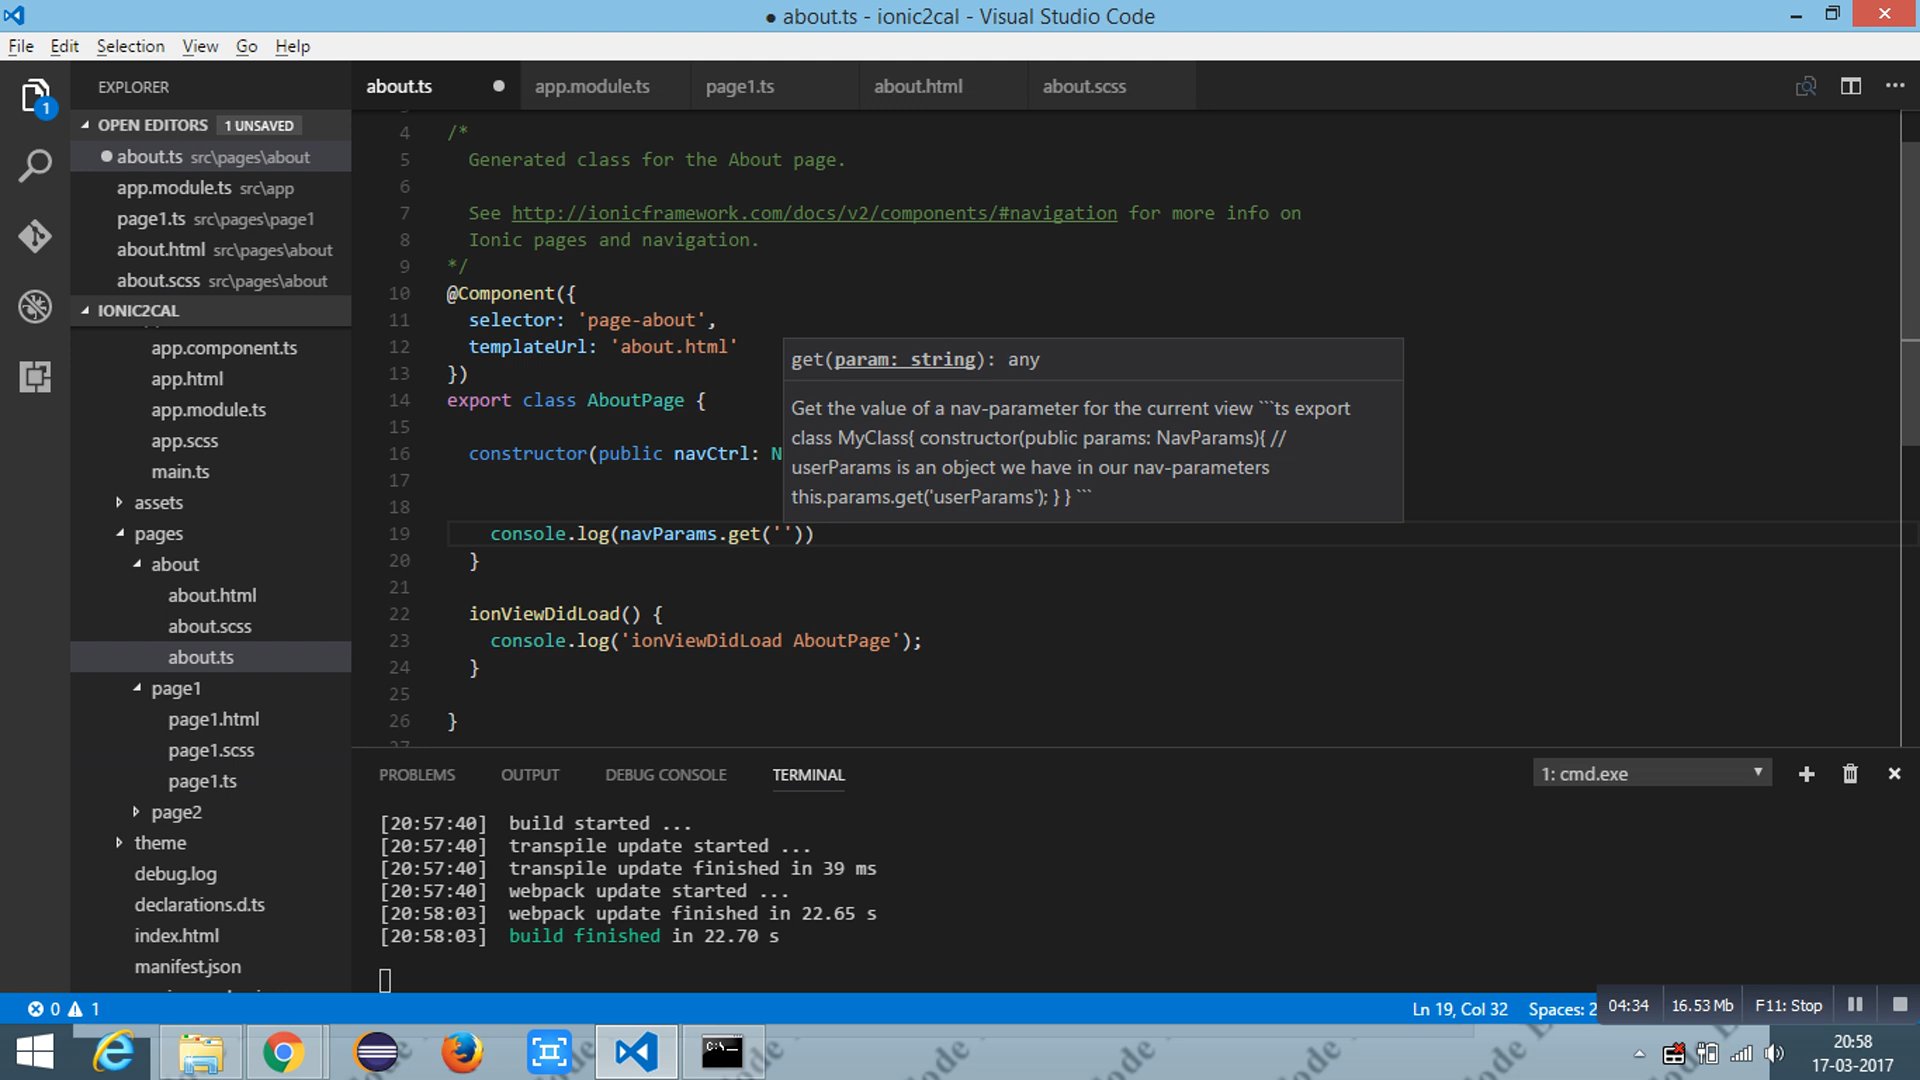 ● about.ts - ionic2cal - Visual Studio Code
File Edit Selection View Go Help
EXPLORER
about.ts
app.module.ts
page1.ts
about.html
about.scss
1
OPEN EDITORS 1 UNSAVED
about.ts src\pages\about
app.module.ts src\app
page1.ts src\pages\page1
about.html src\pages\about
about.scss src\pages\about
IONIC2CAL
app.component.ts
app.html
app.module.ts
app.scss
main.ts
assets
pages
about
about.html
about.scss
about.ts
page1
page1.html
page1.scss
page1.ts
page2
theme
debug.log
declarations.d.ts
index.html
manifest.json
4 /*
5 Generated class for the About page.
6
7 See http://ionicframework.com/docs/v2/components/#navigation for more info on
8 Ionic pages and navigation.
9 */
10 @Component({
11 selector: 'page-about',
12 templateUrl: 'about.html'
13 })
14 export class AboutPage {
15
16 constructor(public navCtrl: N
17
18
19 console.log(navParams.get(''))
20 }
21
22 ionViewDidLoad() {
23 console.log('ionViewDidLoad AboutPage');
24 }
25
26 }
27
get(param: string): any
Get the value of a nav-parameter for the current view ```ts export
class MyClass{ constructor(public params: NavParams){ //
userParams is an object we have in our nav-parameters
this.params.get('userParams'); } } ```
PROBLEMS OUTPUT DEBUG CONSOLE TERMINAL
1: cmd.exe
[20:57:40] build started ...
[20:57:40] transpile update started ...
[20:57:40] transpile update finished in 39 ms
[20:57:40] webpack update started ...
[20:58:03] webpack update finished in 22.65 s
[20:58:03] build finished in 22.70 s
0 1
Ln 19, Col 32 Spaces: 2
04:34 16.53 Mb F11: Stop
C:\
20:58
17-03-2017